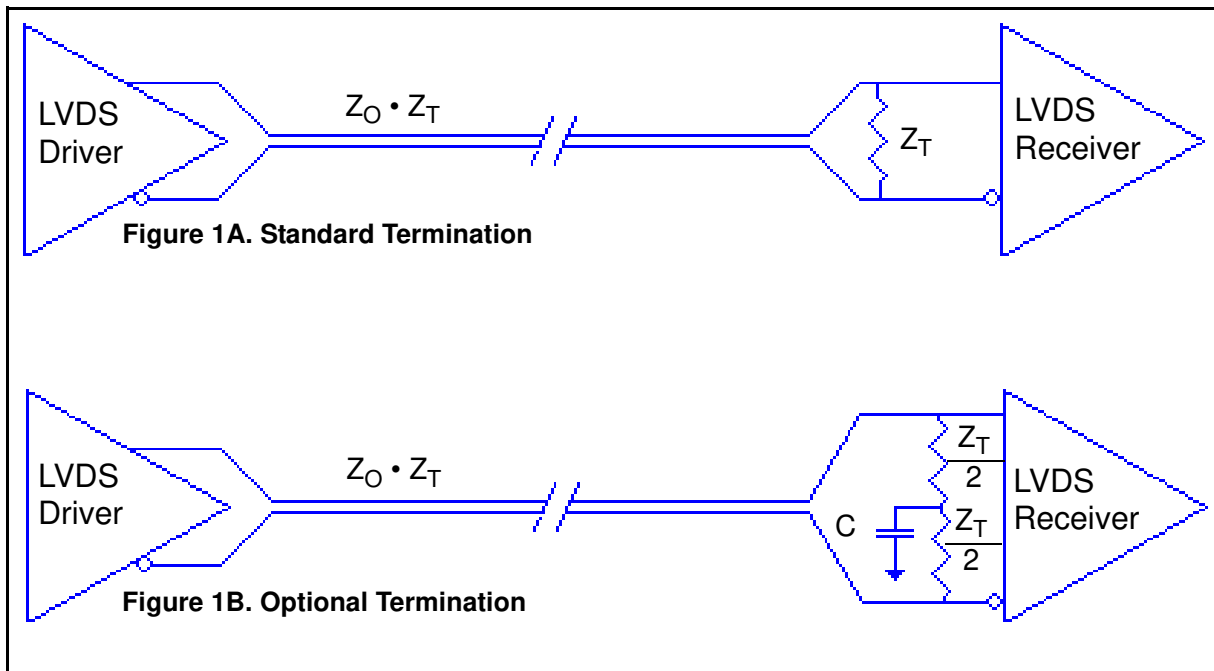 LVDS
Driver
Z_O • Z_T
Z_T
LVDS
Receiver
Figure 1A. Standard Termination
LVDS
Driver
Z_O • Z_T
C
Z_T
2
Z_T
2
LVDS
Receiver
Figure 1B. Optional Termination